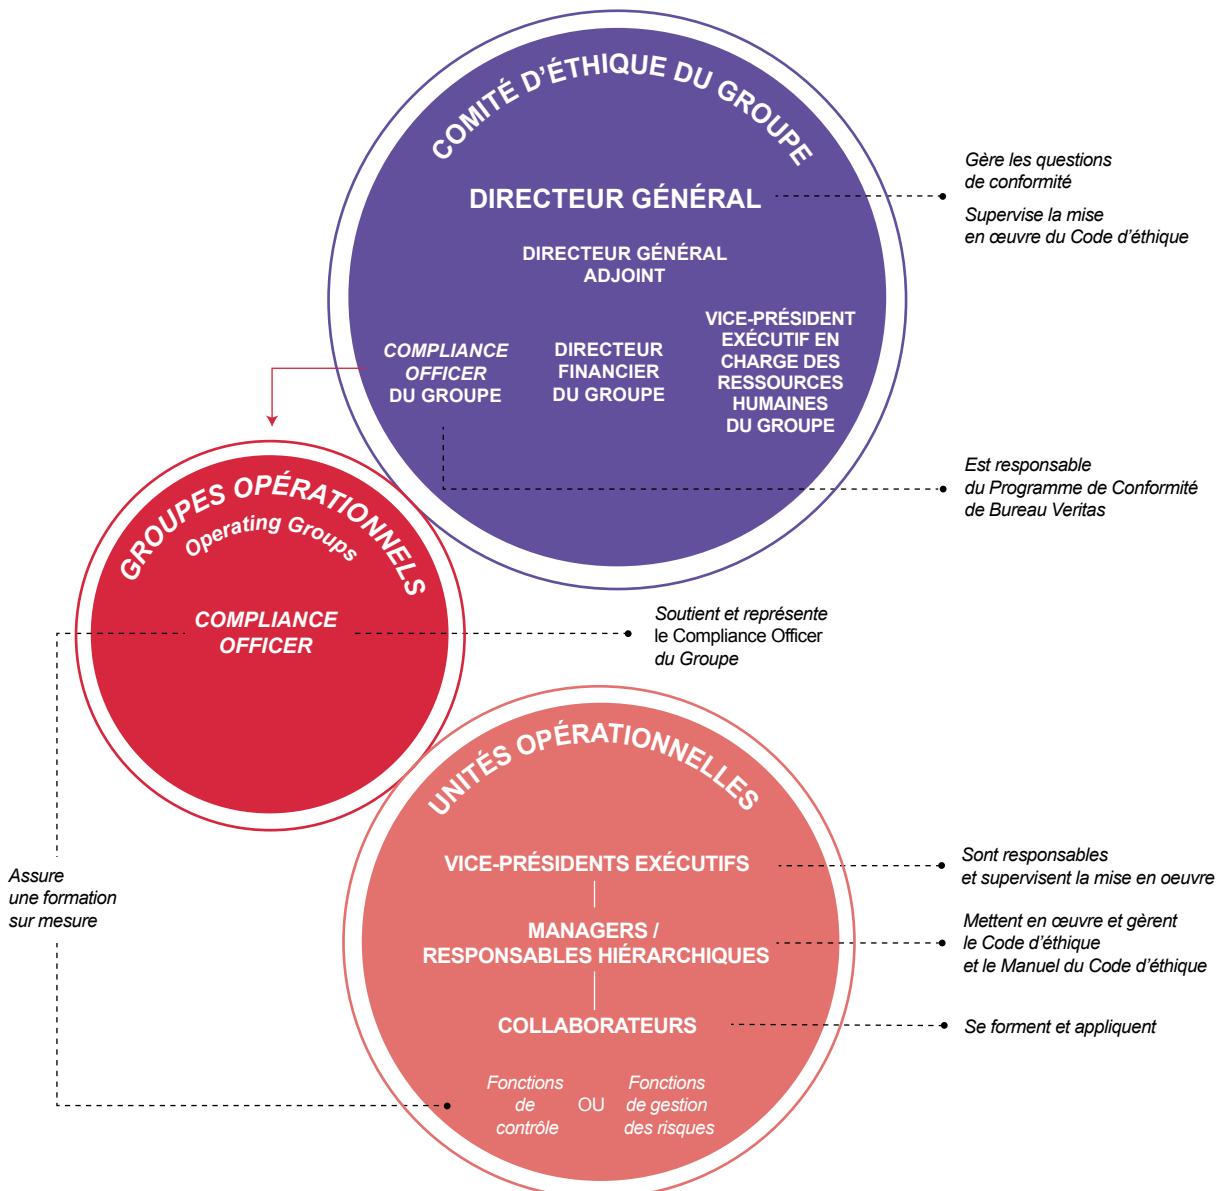 COMITÉ D'ÉTHIQUE DU GROUPE
DIRECTEUR GÉNÉRAL
Gère les questions
de conformité
Supervise la mise
en œuvre du Code d'éthique
DIRECTEUR GÉNÉRAL
ADJOINT
COMPLIANCE
OFFICER
DU GROUPE
DIRECTEUR
FINANCIER
DU GROUPE
VICE-PRÉSIDENT
EXÉCUTIF EN
CHARGE DES
RESSOURCES
HUMAINES
DU GROUPE
Est responsable
du Programme de Conformité
de Bureau Veritas
GROUPES OPÉRATIONNELS
Operating Groups
COMPLIANCE
OFFICER
Soutient et représente
le Compliance Officer
du Groupe
Assure
une formation
sur mesure
UNITÉS OPÉRATIONNELLES
VICE-PRÉSIDENTS EXÉCUTIFS
Sont responsables
et supervisent la mise en oeuvre
MANAGERS /
RESPONSABLES HIÉRARCHIQUES
Mettent en œuvre et gèrent
le Code d'éthique
et le Manuel du Code d'éthique
COLLABORATEURS
Se forment et appliquent
Fonctions
de
contrôle
OU
Fonctions
de gestion
des risques